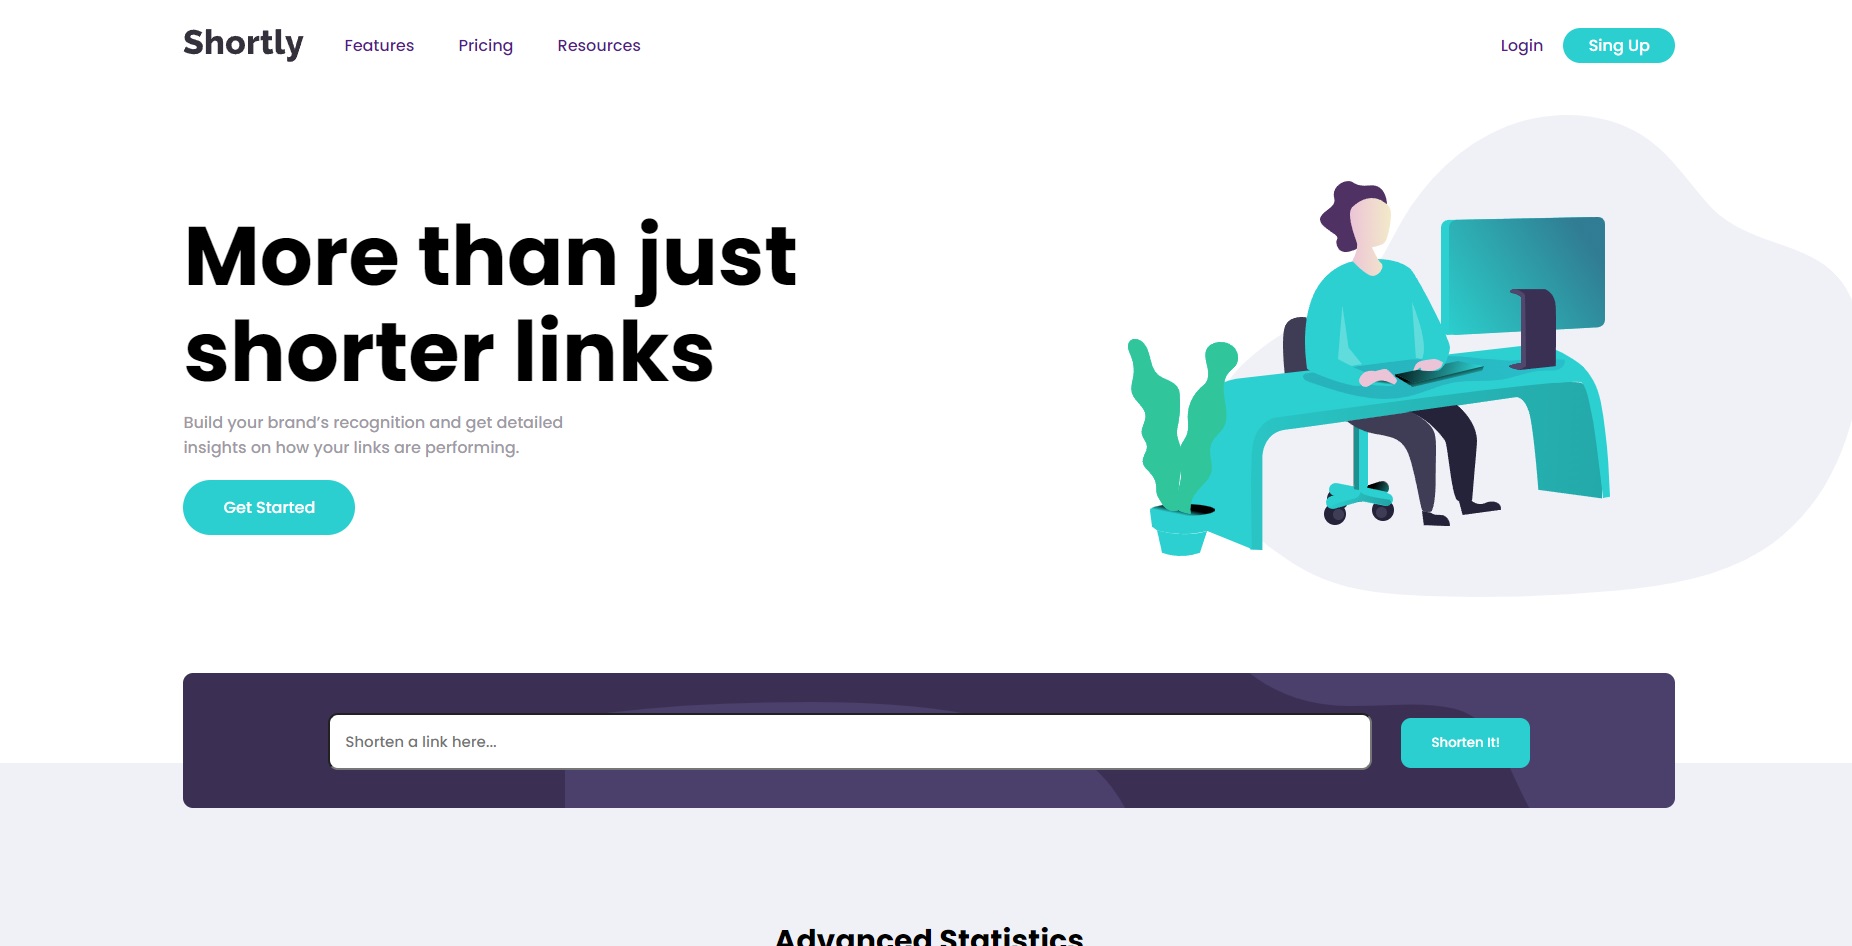 Shortly
Features
Pricing
Resources
Login
Sing Up
More than just
shorter links
Build your brand’s recognition and get detailed
insights on how your links are performing.
Get Started
Shorten a link here...
Shorten It!
Advanced Statistics